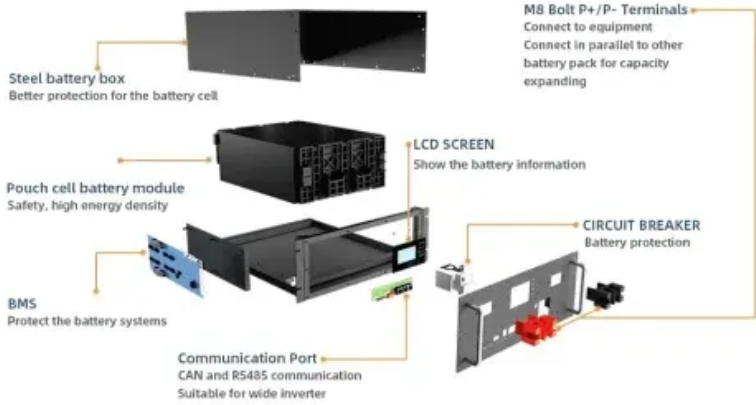 M8 Bolt P+/P- Terminals
Connect to equipment
Connect in parallel to other
battery pack for capacity
expanding
Steel battery box
Better protection for the battery cell
LCD SCREEN
Show the battery information
Pouch cell battery module
Safety, high energy density
CIRCUIT BREAKER
Battery protection
BMS
Protect the battery systems
Communication Port
CAN and RS485 communication
Suitable for wide inverter